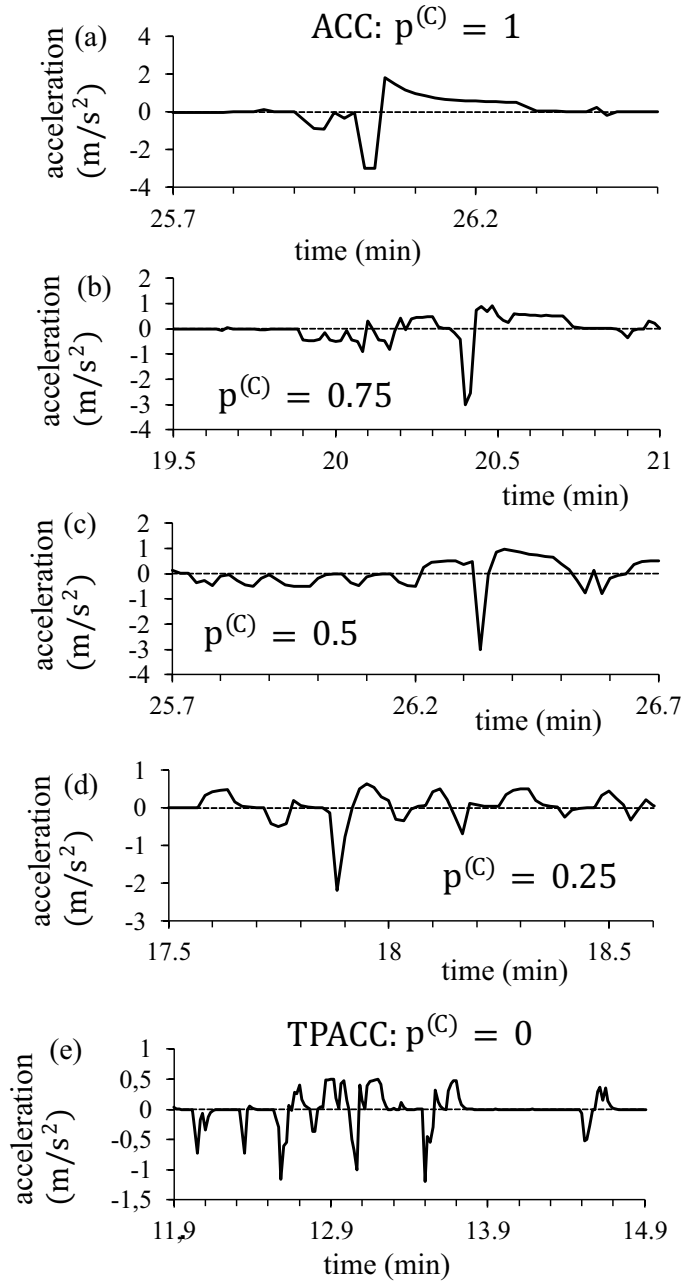 (a)
ACC: p(C) = 1
acceleration
(m/s²)
4
2
0
-2
-4
25.7
26.2
time (min)
(b)
acceleration
(m/s²)
2
1
0
-1
-2
-3
-4
p(C) = 0.75
19.5
20
20.5
21
time (min)
(c)
acceleration
(m/s²)
2
1
0
-1
-2
-3
-4
p(C) = 0.5
25.7
26.2
26.7
time (min)
(d)
acceleration
(m/s²)
1
0
-1
-2
-3
p(C) = 0.25
17.5
18
18.5
time (min)
(e)
TPACC: p(C) = 0
acceleration
(m/s²)
1
0,5
0
-0,5
-1
-1,5
11,9
12.9
13.9
14.9
time (min)